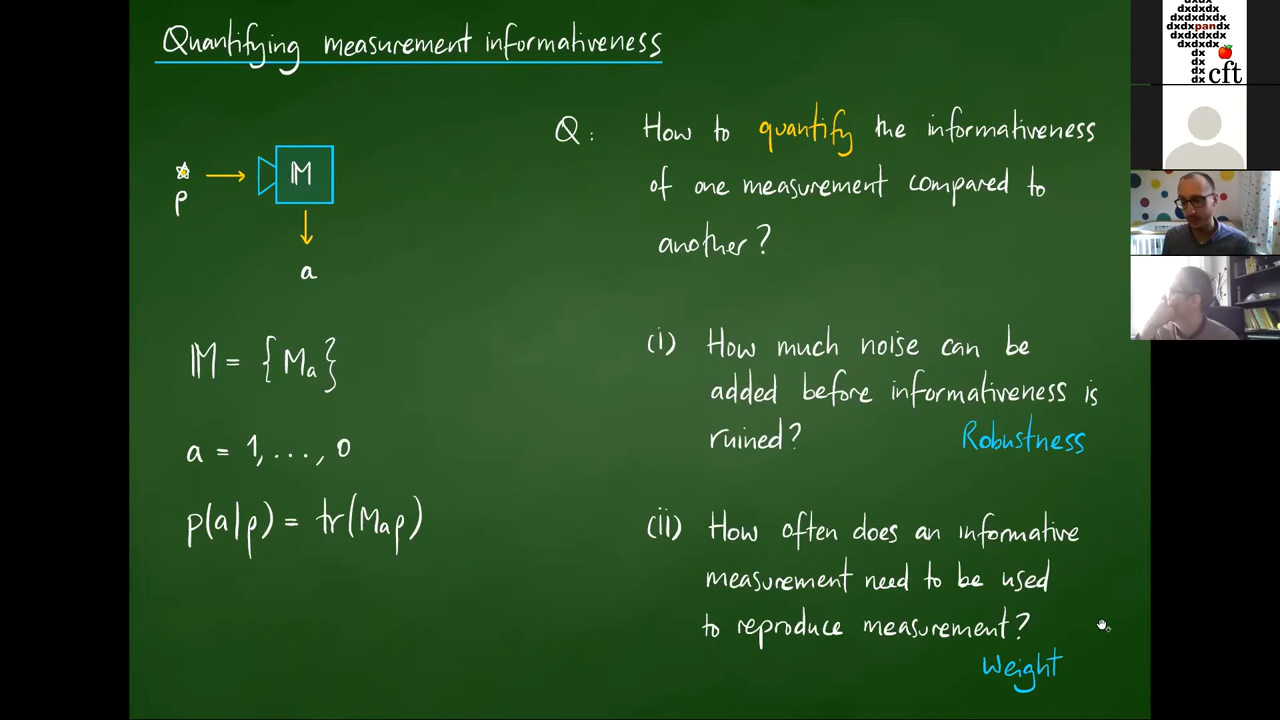 Quantifying measurement informativeness
ρ
M
a
M = { Ma }
a = 1, ..., o
p(a|ρ) = tr(Maρ)
Q: How to quantify the informativeness
of one measurement compared to
another?
(i) How much noise can be
added before informativeness is
ruined? Robustness
(ii) How often does an informative
measurement need to be used
to reproduce measurement?
Weight
dxdxdx
dxdxdxdx
dxdxpandx
dxdxdxdx
dxdxdx
dx
dx
dx
dx
cft